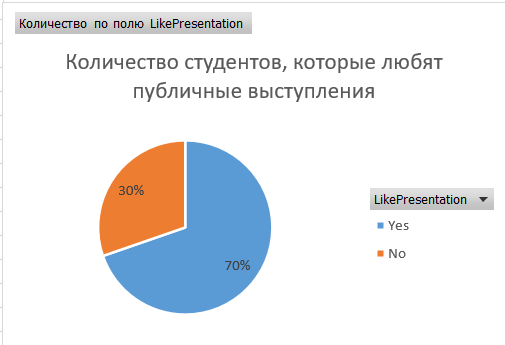 Количество по полю LikePresentation
Количество студентов, которые любят
публичные выступления
30%
70%
LikePresentation
Yes
No